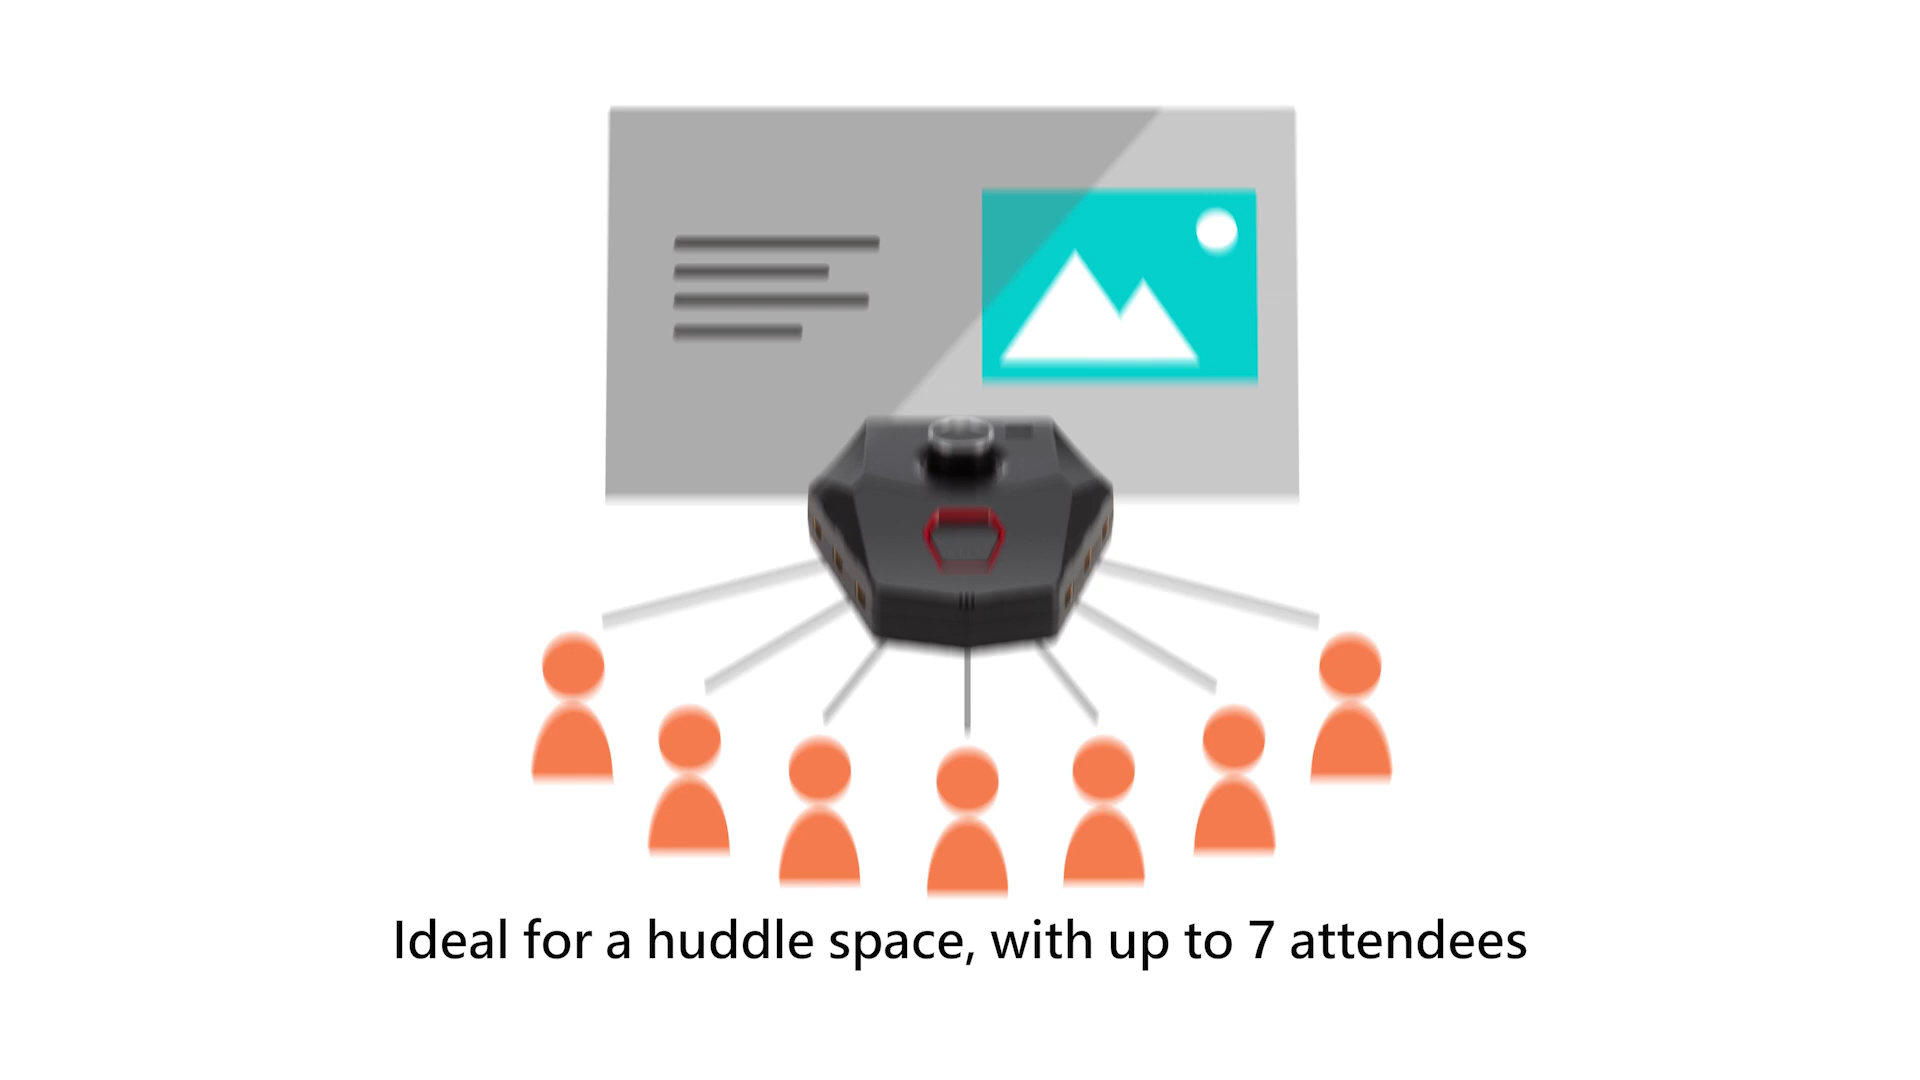 Ideal for a huddle space, with up to 7 attendees